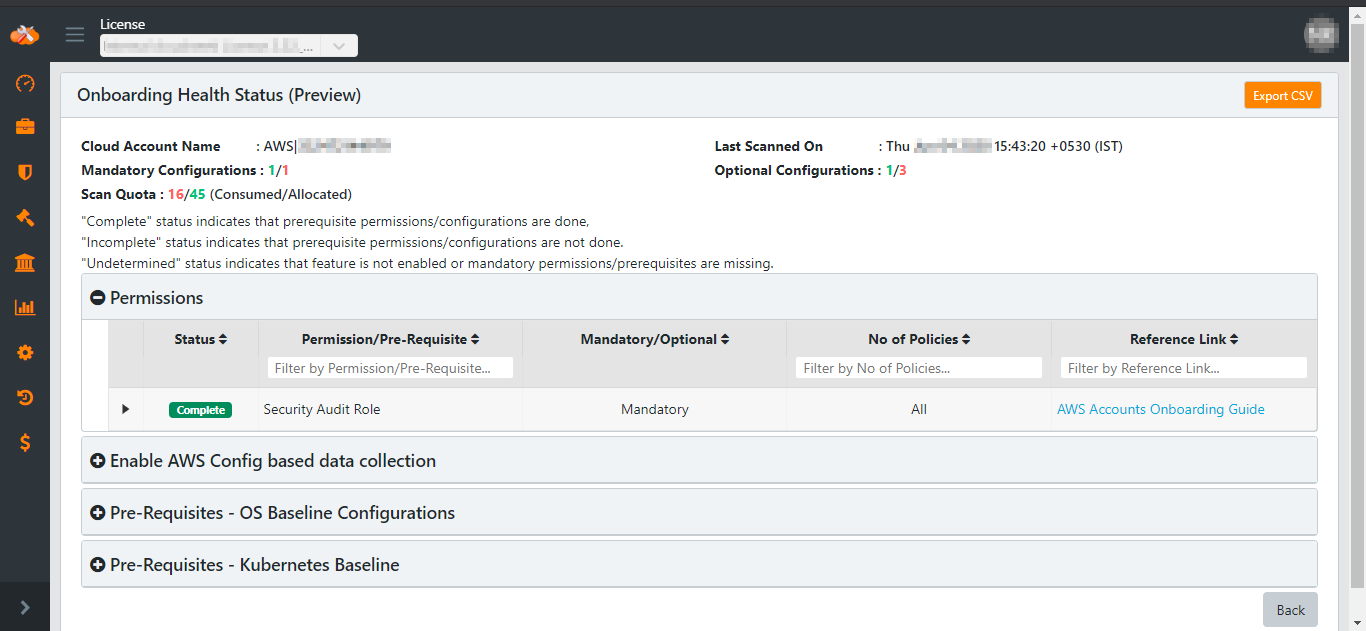 License
Onboarding Health Status (Preview)
Export CSV
Cloud Account Name : AWS|
Last Scanned On : Thu 15:43:20 +0530 (IST)
Mandatory Configurations : 1/1
Optional Configurations : 1/3
Scan Quota : 16/45 (Consumed/Allocated)
"Complete" status indicates that prerequisite permissions/configurations are done,
"Incomplete" status indicates that prerequisite permissions/configurations are not done.
"Undetermined" status indicates that feature is not enabled or mandatory permissions/prerequisites are missing.
Permissions
Status Permission/Pre-Requisite Mandatory/Optional No of Policies Reference Link
Filter by Permission/Pre-Requisite... Filter by No of Policies... Filter by Reference Link...
Complete Security Audit Role Mandatory All AWS Accounts Onboarding Guide
Enable AWS Config based data collection
Pre-Requisites - OS Baseline Configurations
Pre-Requisites - Kubernetes Baseline
Back